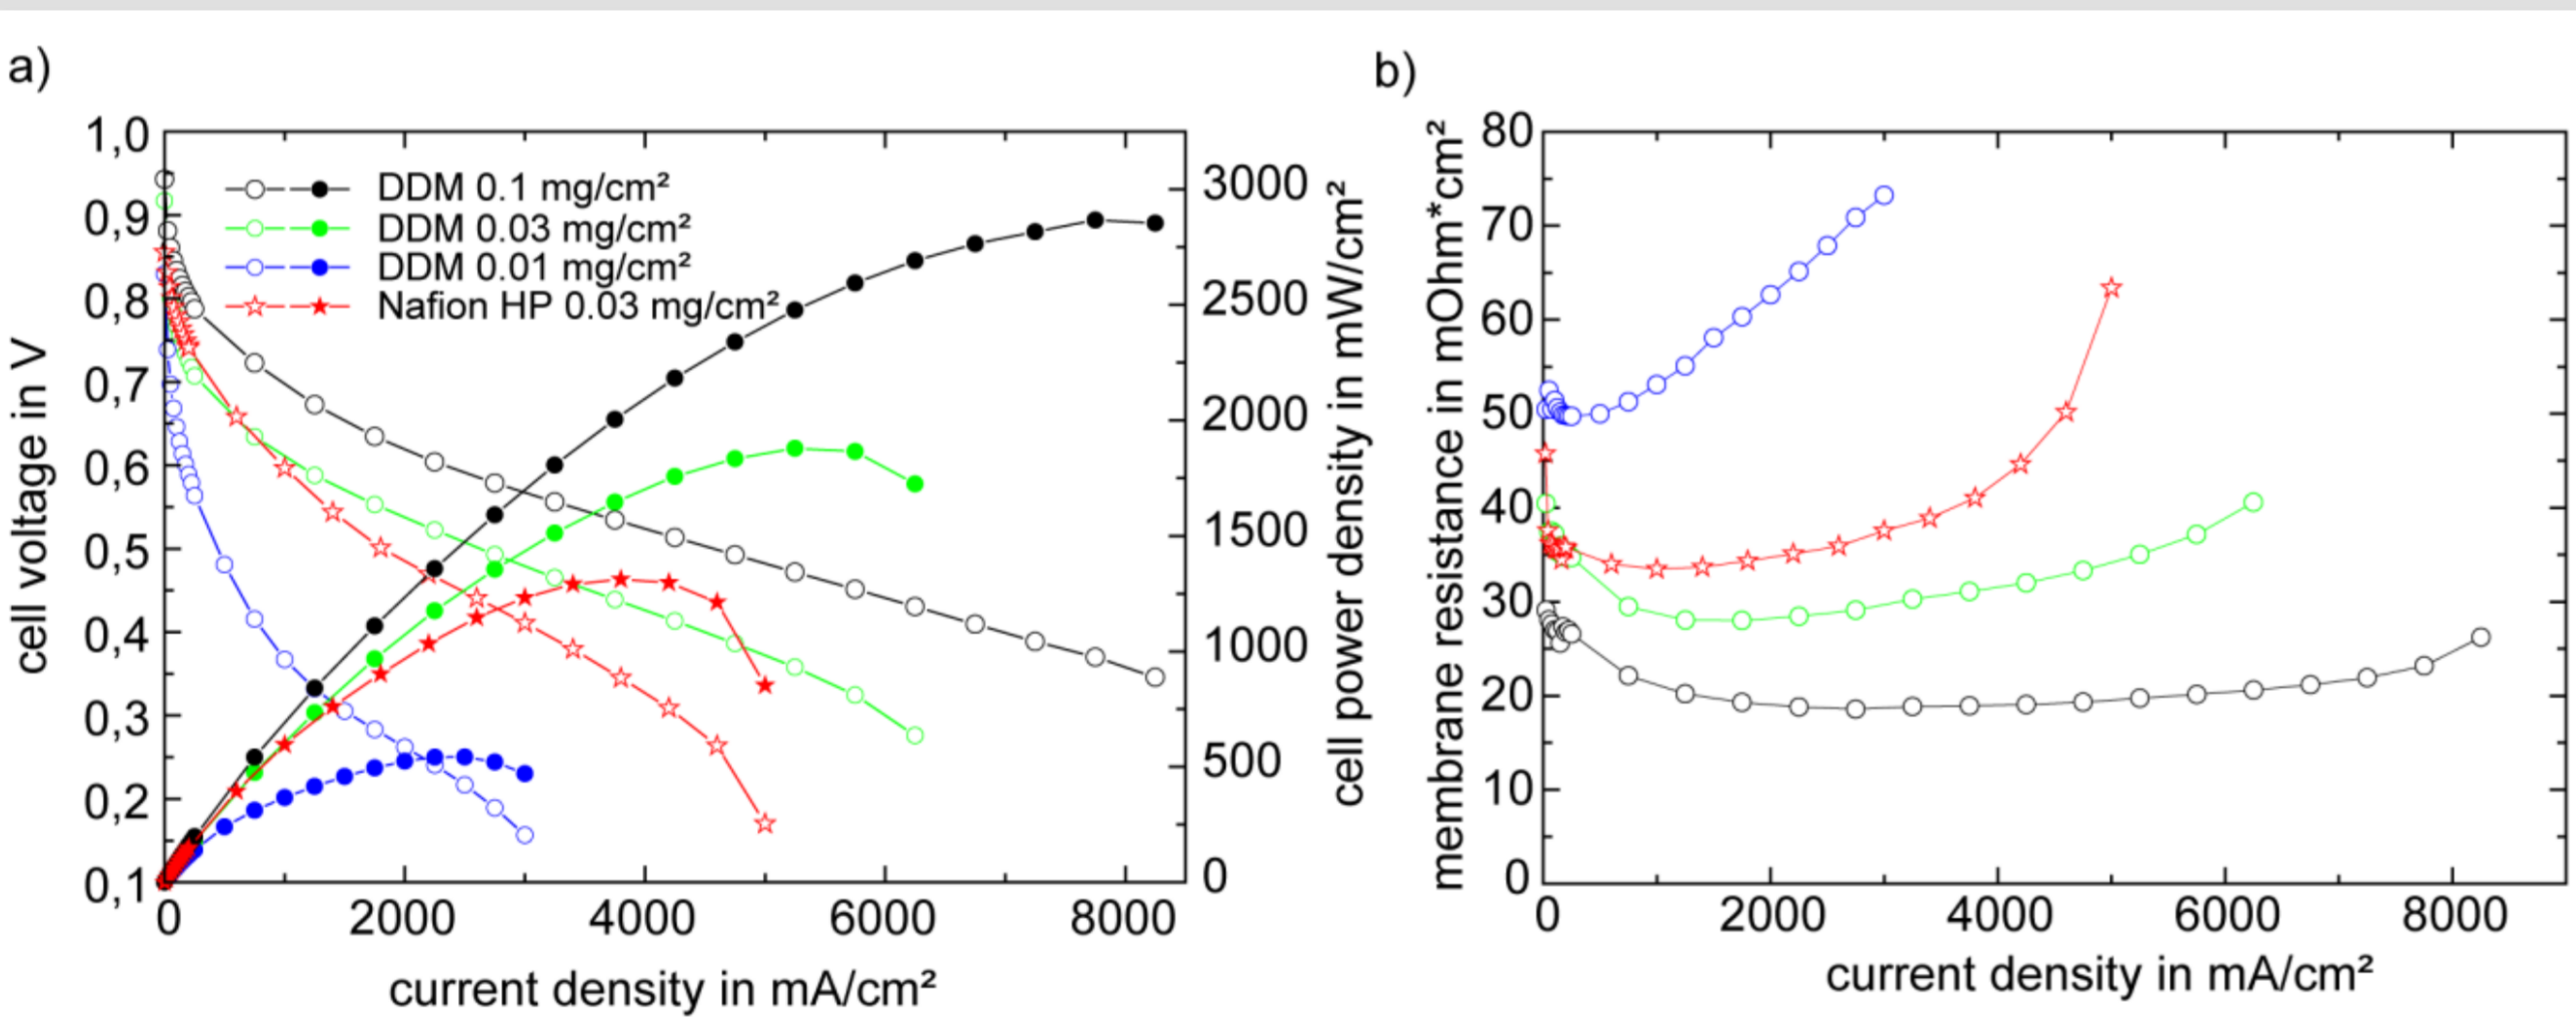 a)
1,0
0,9
0,8
0,7
0,6
0,5
0,4
0,3
0,2
0,1
cell voltage in V
DDM 0.1 mg/cm²
DDM 0.03 mg/cm²
DDM 0.01 mg/cm²
Nafion HP 0.03 mg/cm²
3000
2500
2000
1500
1000
500
0
cell power density in mW/cm²
0 2000 4000 6000 8000
current density in mA/cm²
b)
80
70
60
50
40
30
20
10
0
membrane resistance in mOhm*cm²
0 2000 4000 6000 8000
current density in mA/cm²